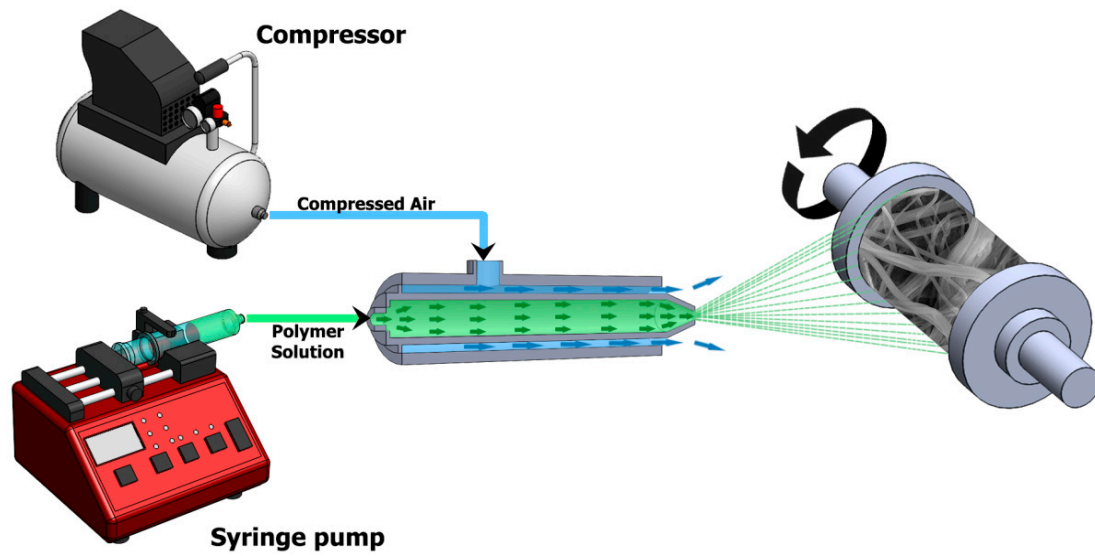 Compressor
Compressed Air
Polymer
Solution
Syringe pump